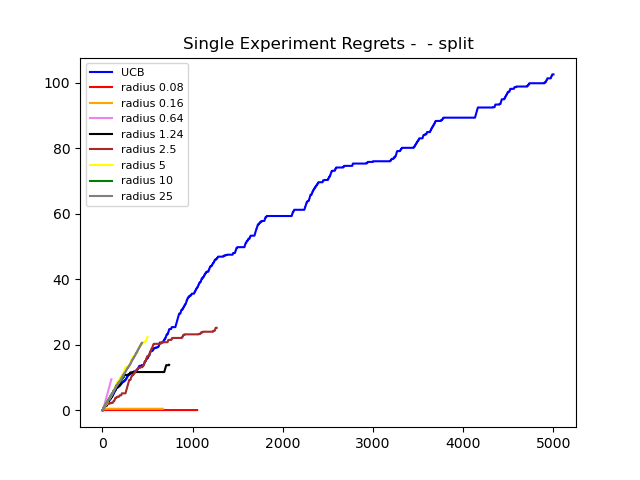 Single Experiment Regrets -  - split
100
80
60
40
20
0
UCB
radius 0.08
radius 0.16
radius 0.64
radius 1.24
radius 2.5
radius 5
radius 10
radius 25
0 1000 2000 3000 4000 5000